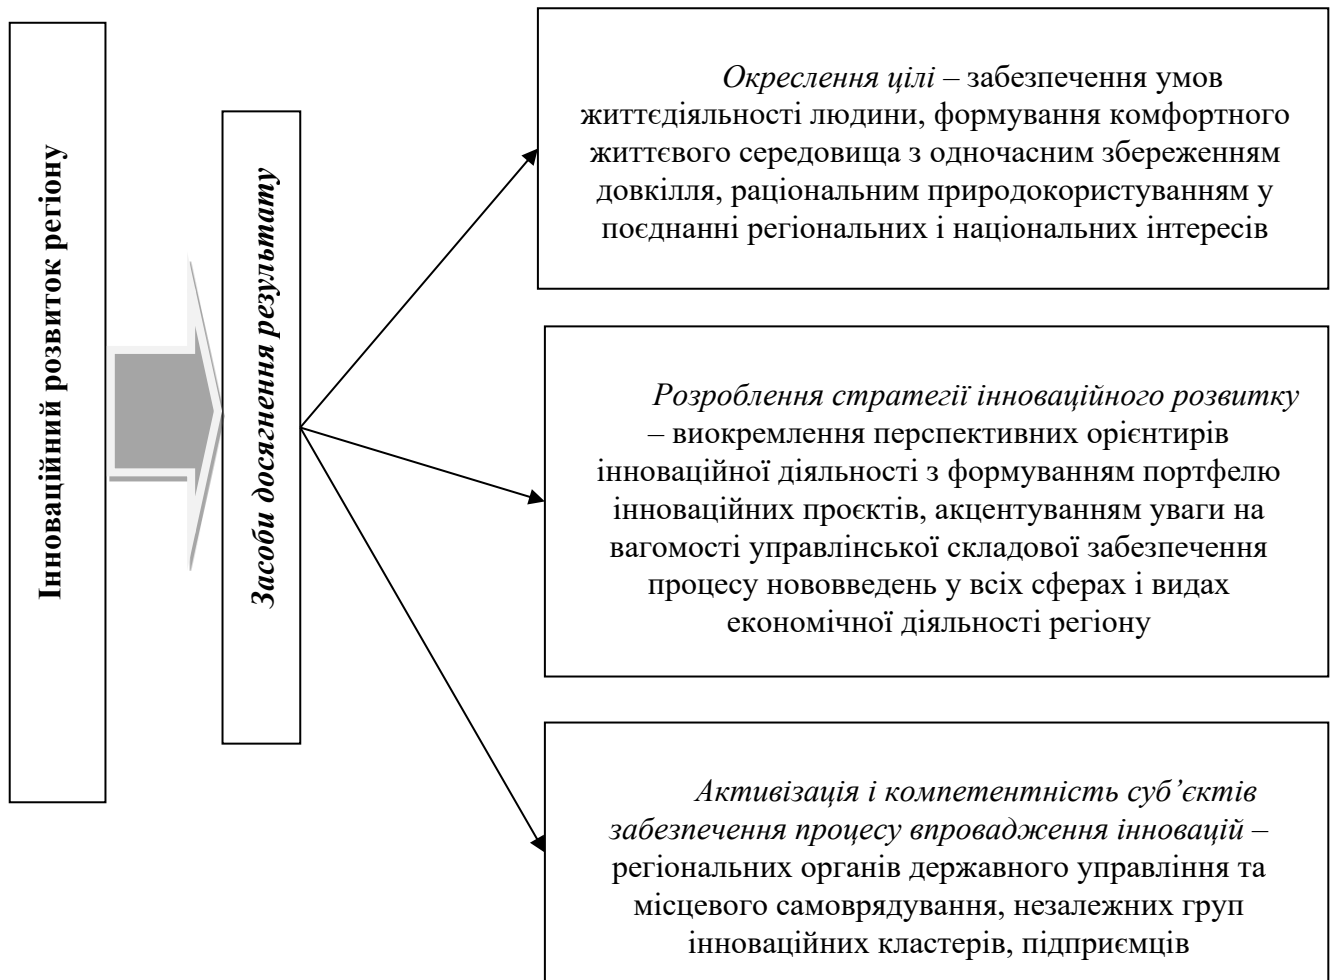 Інноваційний розвиток регіону
Засоби досягнення результату
Окреслення цілі – забезпечення умов
життєдіяльності людини, формування комфортного
життєвого середовища з одночасним збереженням
довкілля, раціональним природокористуванням у
поєднанні регіональних і національних інтересів
Розроблення стратегії інноваційного розвитку
– виокремлення перспективних орієнтирів
інноваційної діяльності з формуванням портфелю
інноваційних проєктів, акцентуванням уваги на
вагомості управлінської складової забезпечення
процесу нововведень у всіх сферах і видах
економічної діяльності регіону
Активізація і компетентність суб’єктів
забезпечення процесу впровадження інновацій –
регіональних органів державного управління та
місцевого самоврядування, незалежних груп
інноваційних кластерів, підприємців